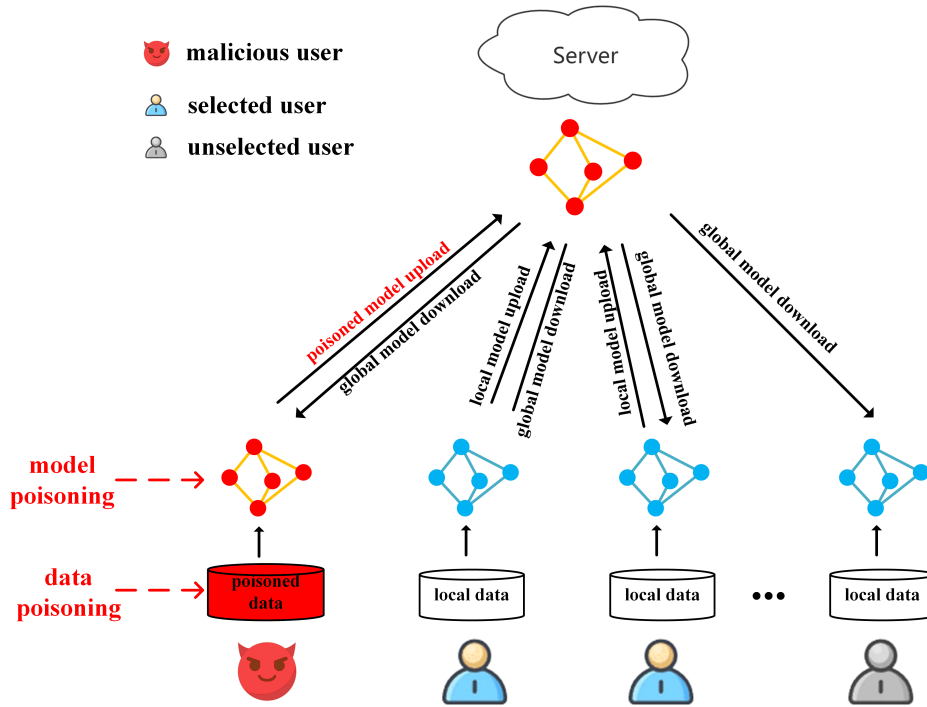 Server
malicious user
selected user
unselected user
poisoned model upload
global model download
local model upload
global model download
local model upload
global model download
global model download
model
poisoning
data
poisoning
poisoned
data
local data
local data
•••
local data